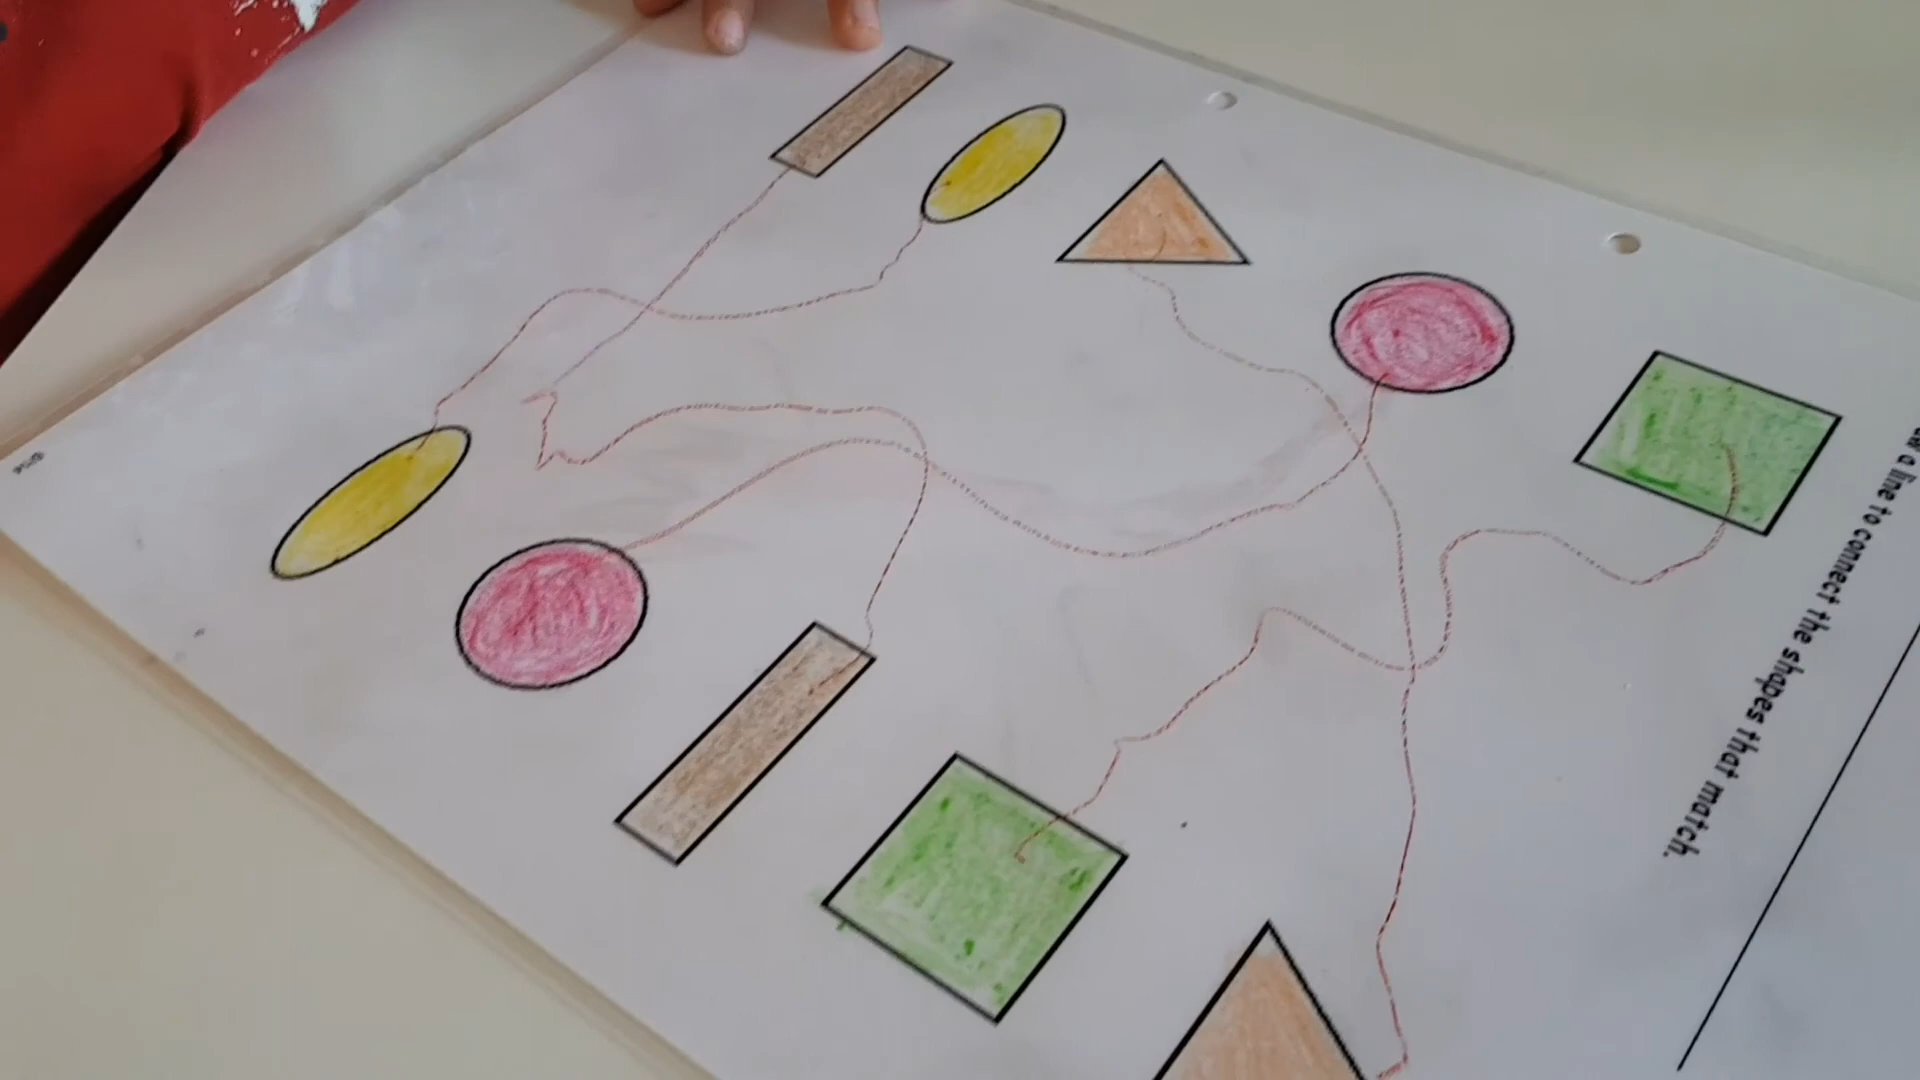 a line to connect the shapes that match.